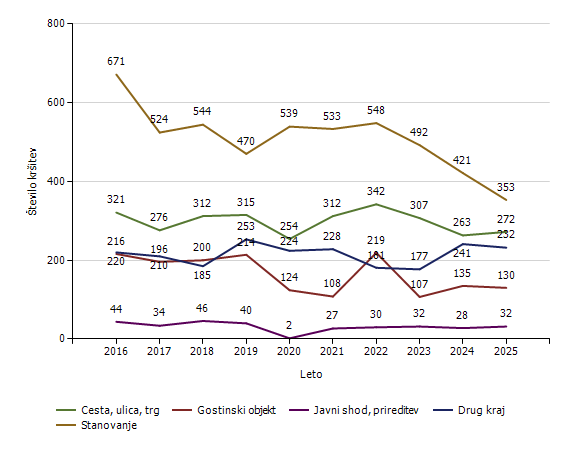 800
600
400
200
0
Število kršitev
671 524 544 470 539 533 548 492 421 353
321 276 312 315 254 312 342 307 263 272
216 196 200 214 124 108 219 107 135 130
220 210 185 253 224 228 181 177 241 232
44 34 46 40 2 27 30 32 28 32
2016 2017 2018 2019 2020 2021 2022 2023 2024 2025
Leto
Cesta, ulica, trg Gostinski objekt Javni shod, prireditev Drug kraj
Stanovanje